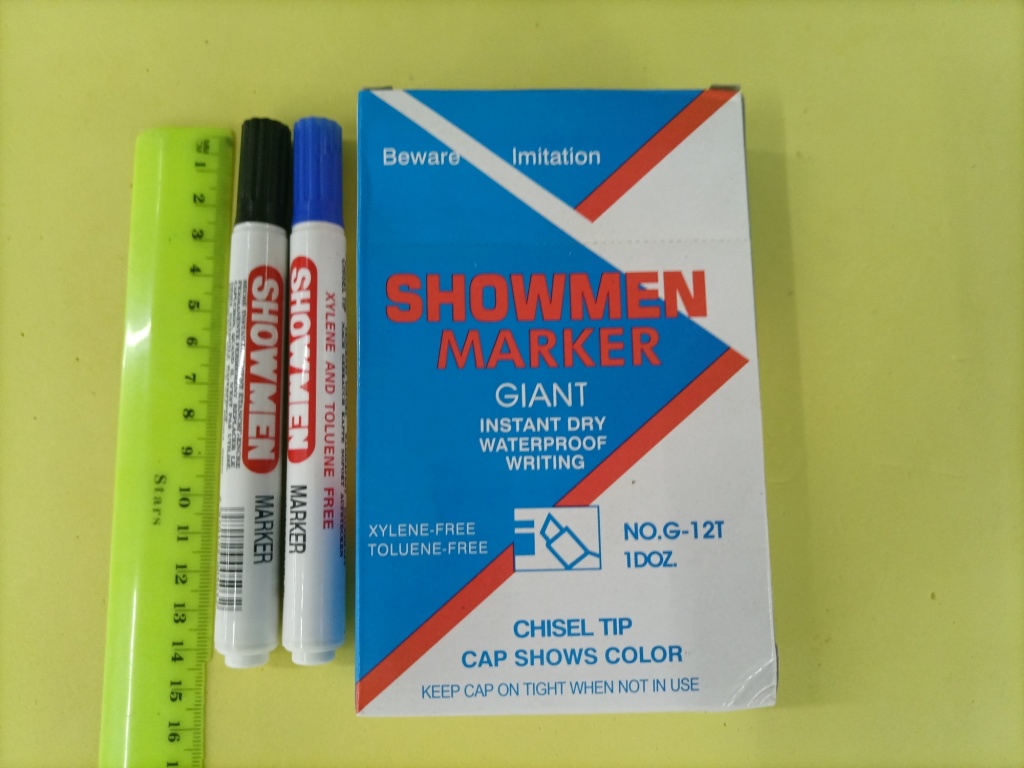 Beware Imitation
SHOWMEN
MARKER
GIANT
INSTANT DRY
WATERPROOF
WRITING
XYLENE-FREE
TOLUENE-FREE
NO.G-12T
1DOZ.
CHISEL TIP
CAP SHOWS COLOR
KEEP CAP ON TIGHT WHEN NOT IN USE
SHOWMEN
MARKER
SHOWMEN
MARKER
XYLENE AND TOLUENE FREE
1
2
3
4
5
6
7
8
9
10
11
12
13
14
15
16
Stars